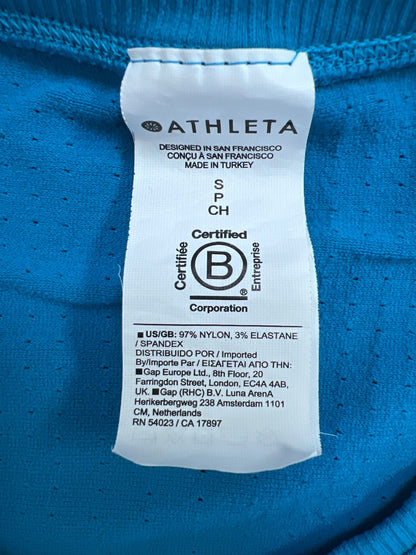 ATHLETA
DESIGNED IN SAN FRANCISCO
CONÇU À SAN FRANCISCO
MADE IN TURKEY
S
P
CH
Certified
Certifiée
B
Entreprise
®
Corporation
■ US/GB: 97% NYLON, 3% ELASTANE
/ SPANDEX
DISTRIBUIDO POR / Imported
By/Importe Par / ΕΙΣΑΓΕΤΑΙ ΑΠΟ ΤΗΝ:
■Gap Europe Ltd., 8th Floor, 20
Farringdon Street, London, EC4A 4AB,
UK. ■Gap (RHC) B.V. Luna ArenA
Herikerbergweg 238 Amsterdam 1101
CM, Netherlands
RN 54023 / CA 17897